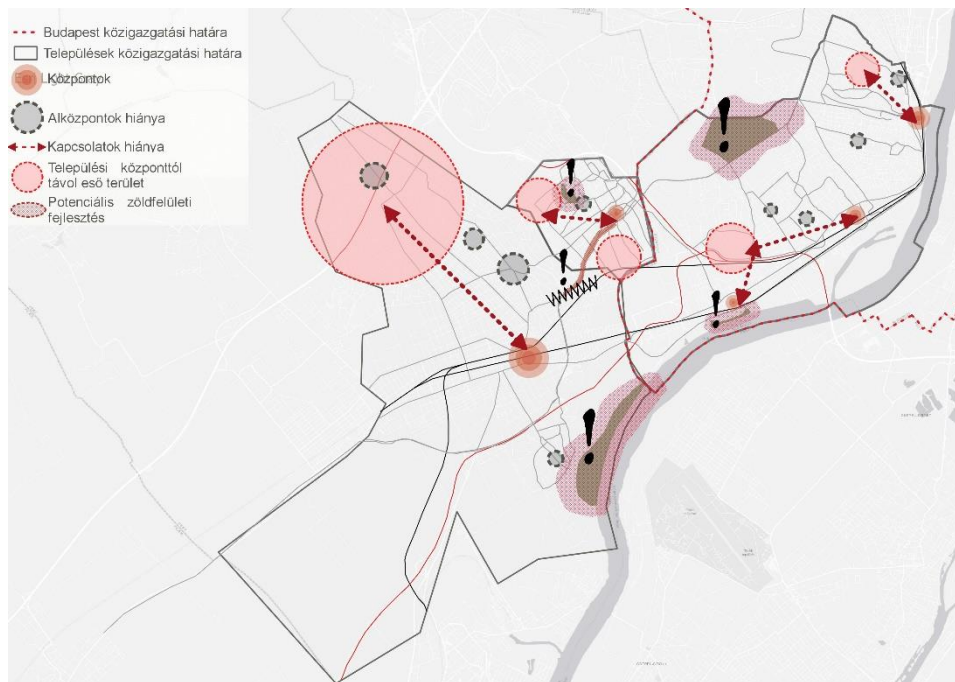 Budapest közigazgatási határa
Települések közigazgatási határa
Központok
Alközpontok hiánya
Kapcsolatok hiánya
Települési központtól
távol eső terület
Potenciális zöldfelületi
fejlesztés